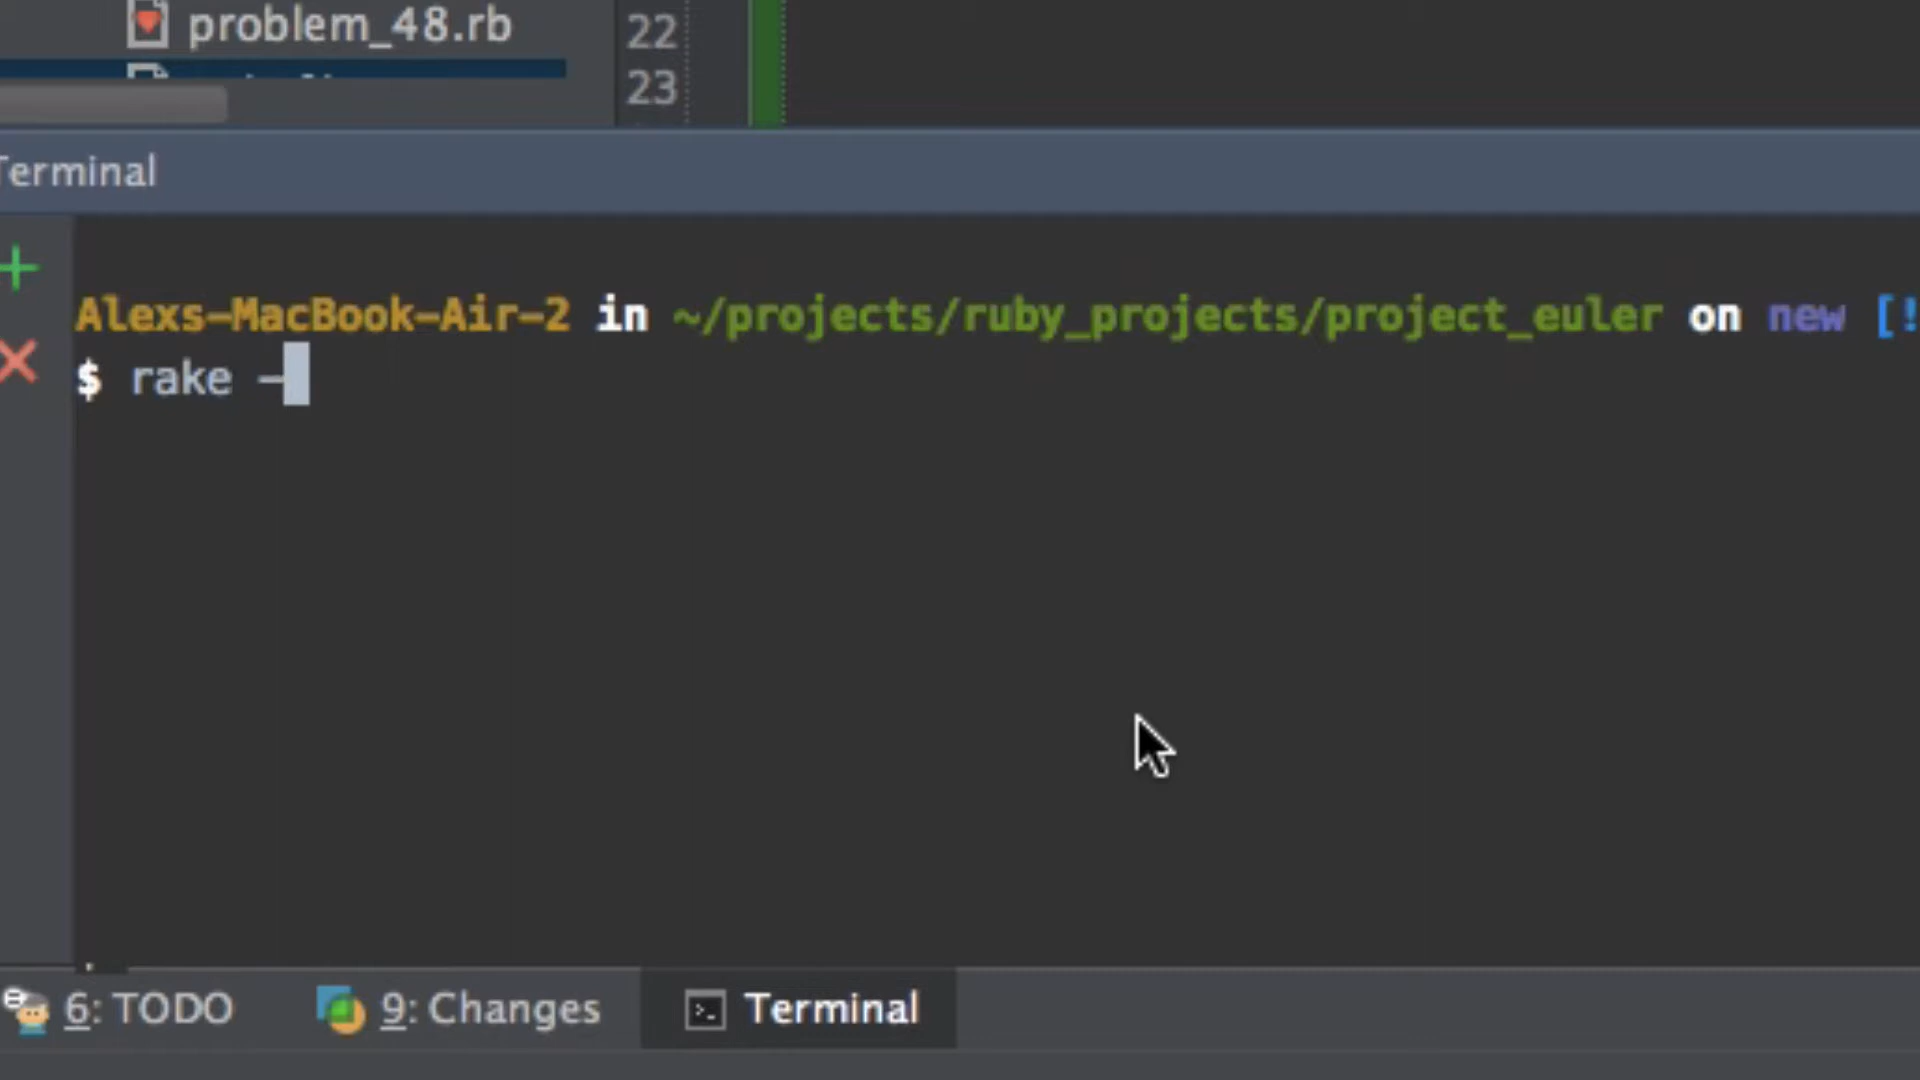 problem_48.rb
22
23
Terminal
Alexs-MacBook-Air-2 in ~/projects/ruby_projects/project_euler on new [!
$ rake -
6: TODO 9: Changes Terminal